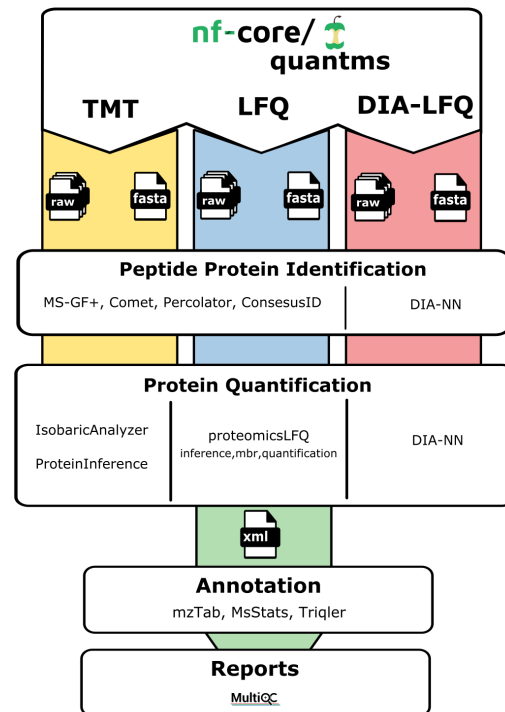 nf-core/
quantms
TMT
LFQ
DIA-LFQ
raw
fasta
raw
fasta
raw
fasta
Peptide Protein Identification
MS-GF+, Comet, Percolator, ConsesusID
DIA-NN
Protein Quantification
IsobaricAnalyzer
ProteinInference
proteomicsLFQ
inference,mbr,quantification
DIA-NN
xml
Annotation
mzTab, MsStats, Triqler
Reports
MultiQC